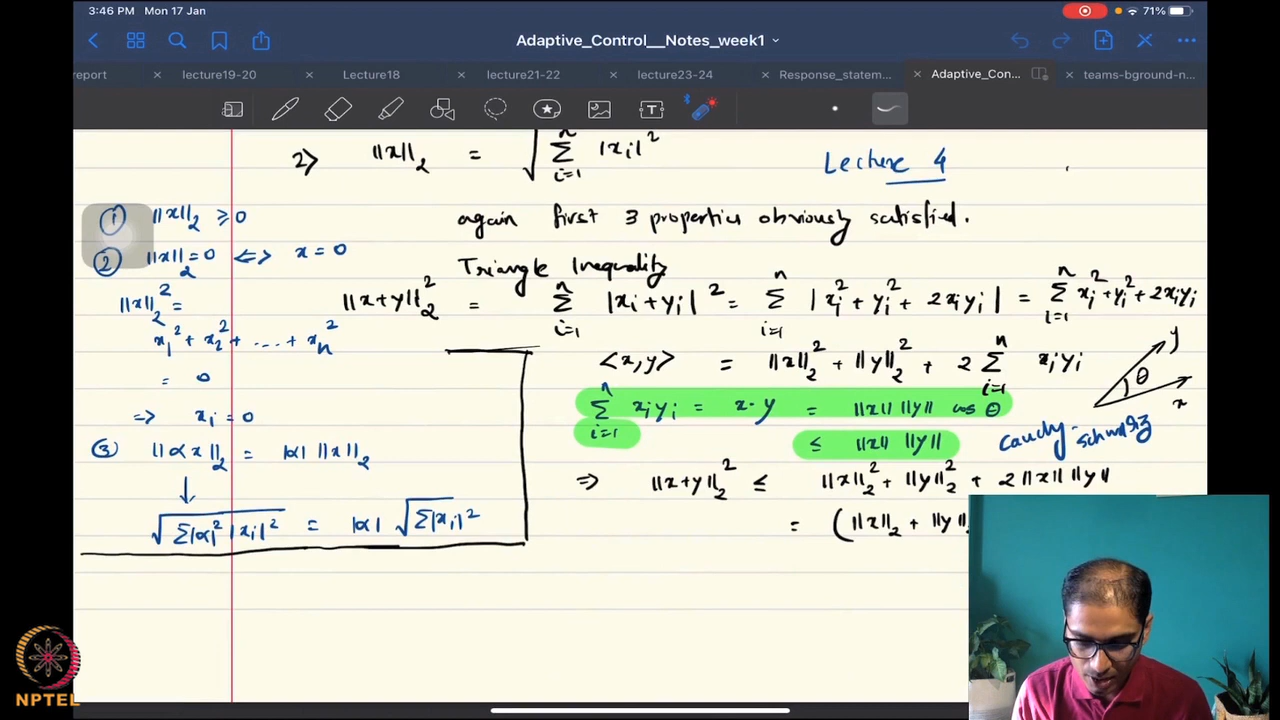 3:46 PM Mon 17 Jan
71%
Adaptive_Control__Notes_week1
report
lecture19-20
Lecture18
lecture21-22
lecture23-24
Response_statem...
Adaptive_Con...
teams-bground-n...
2) ||x||₂ = √ Σ_{i=1}^{n} |xᵢ|²
Lecture 4
① ||x||₂ ≥ 0
again first 3 properties obviously satisfied.
② ||x||₂ = 0 <=> x = 0
Triangle Inequality
||x||₂² =
x₁² + x₂² + .... + xₙ²
= 0
=> xᵢ = 0
③ ||αx||₂ = |α| ||x||₂
↓
√Σ|α|²|xᵢ|² = |α| √Σ|xᵢ|²
||x+y||₂² = Σ_{i=1}^{n} |xᵢ+yᵢ|² = Σ_{i=1}^{n} |xᵢ²+yᵢ²+2xᵢyᵢ| = Σ_{i=1}^{n} xᵢ²+yᵢ²+2xᵢyᵢ
<x,y> = ||x||₂² + ||y||₂² + 2 Σ_{i=1}^{n} xᵢyᵢ
y
θ
x
Σ_{i=1}^{n} xᵢyᵢ = x·y = ||x|| ||y|| cos θ
≤ ||x|| ||y||
Cauchy-
=> ||x+y||₂² ≤ ||x||₂² + ||y||₂² + 2||x|| ||y||
= (||x||₂ + ||y||
NPTEL